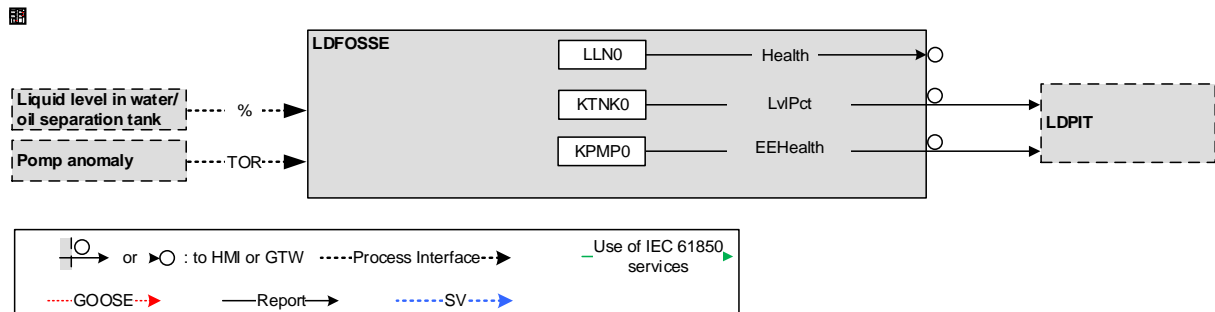 LDFOSSE
LLN0
Health
Liquid level in water/
oil separation tank
%
KTNK0
LvlPct
LDPIT
Pomp anomaly
TOR
KPMP0
EEHealth
or : to HMI or GTW
Process Interface
Use of IEC 61850
services
GOOSE
Report
SV